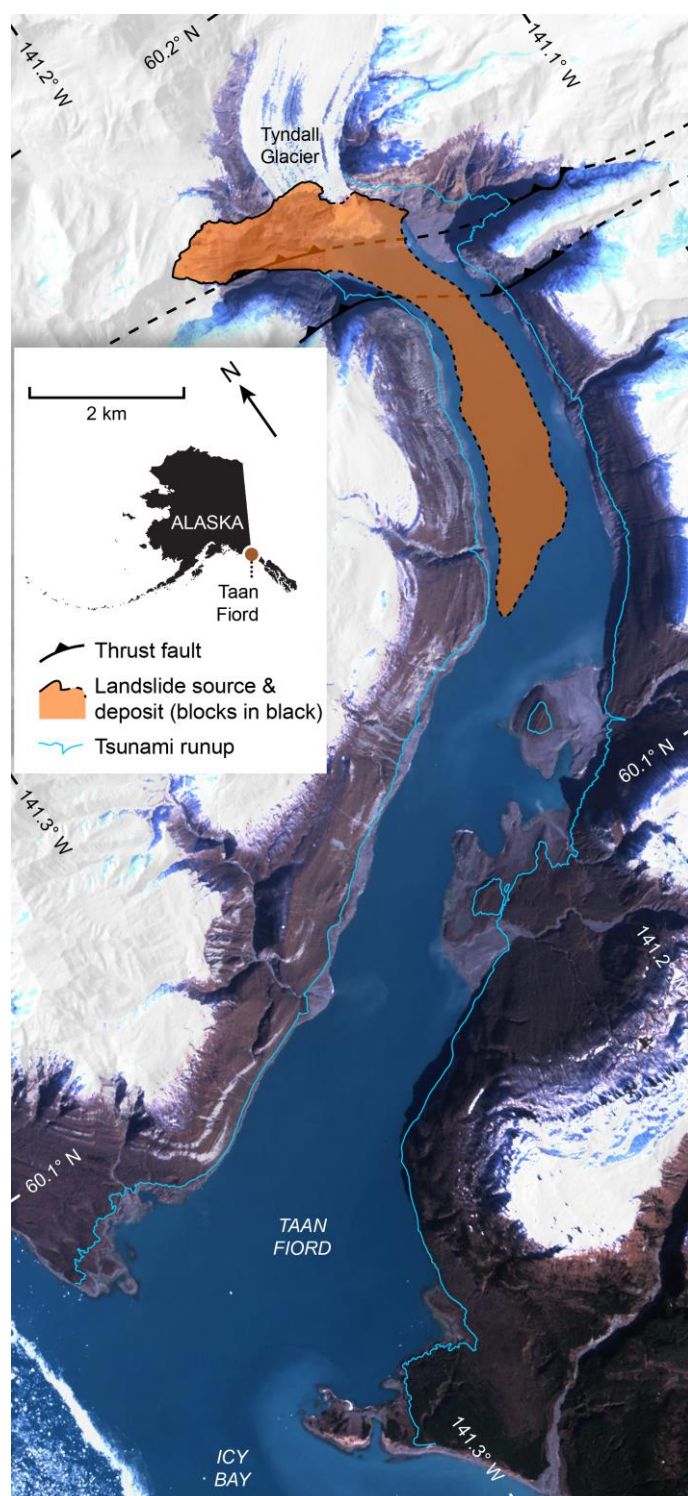 141.2° W
60.2° N
141.1° W
Tyndall
Glacier
N
2 km
ALASKA
Taan
Fiord
Thrust fault
Landslide source &
deposit (blocks in black)
Tsunami runup
60.1° N
141.3° W
141.2
60.1° N
TAAN
FIORD
141.3° W
ICY
BAY